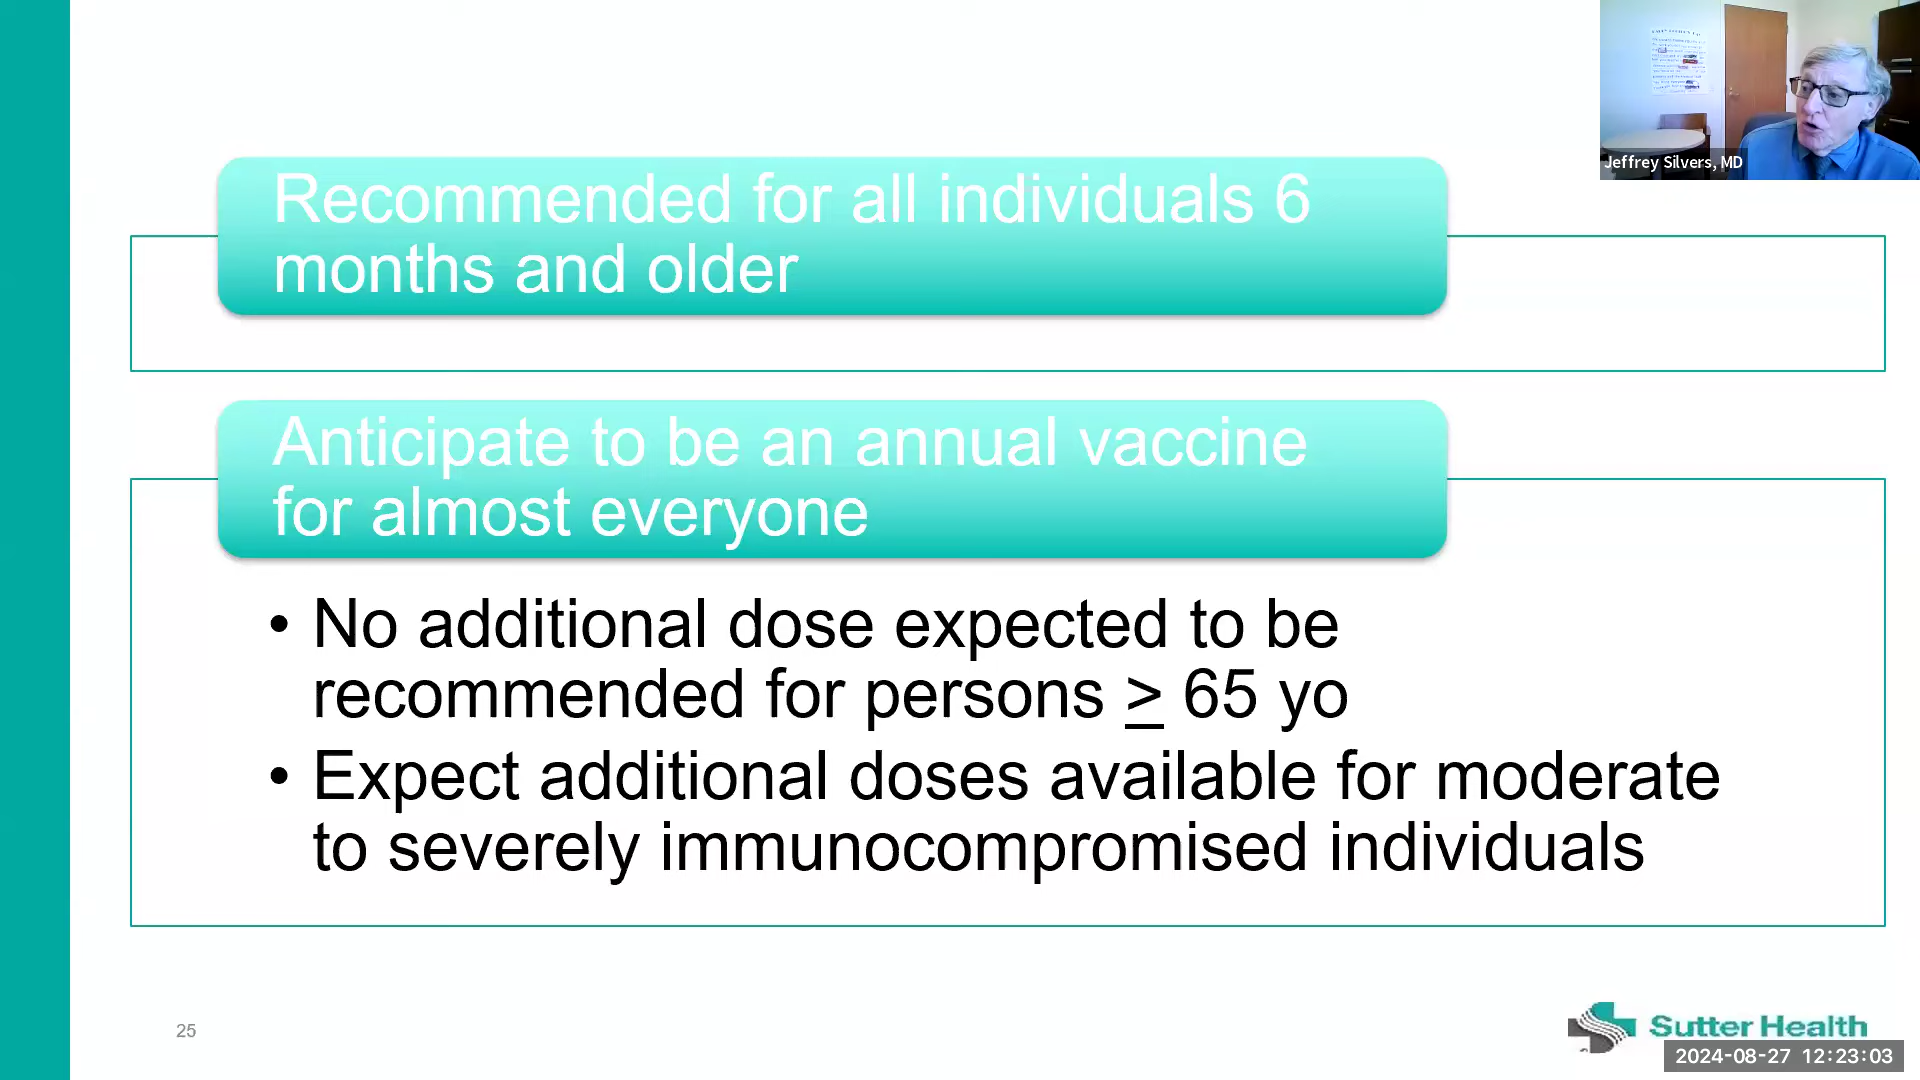 Jeffrey Silvers, MD
Recommended for all individuals 6
months and older
Anticipate to be an annual vaccine
for almost everyone
• No additional dose expected to be
recommended for persons > 65 yo
• Expect additional doses available for moderate
to severely immunocompromised individuals
25
Sutter Health
2024-08-27 12:23:03